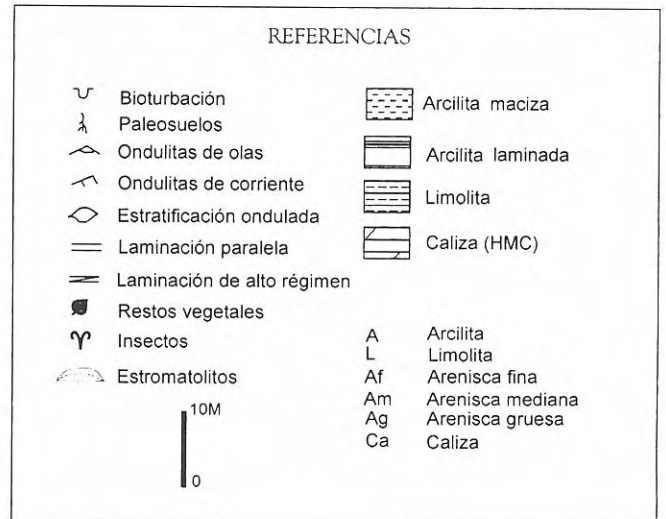 REFERENCIAS
Bioturbación
Paleosuelos
Ondulitas de olas
Ondulitas de corriente
Estratificación ondulada
Laminación paralela
Laminación de alto régimen
Restos vegetales
Insectos
Estromatolitos
10M
0
Arcilita maciza
Arcilita laminada
Limolita
Caliza (HMC)
A Arcilita
L Limolita
Af Arenisca fina
Am Arenisca mediana
Ag Arenisca gruesa
Ca Caliza